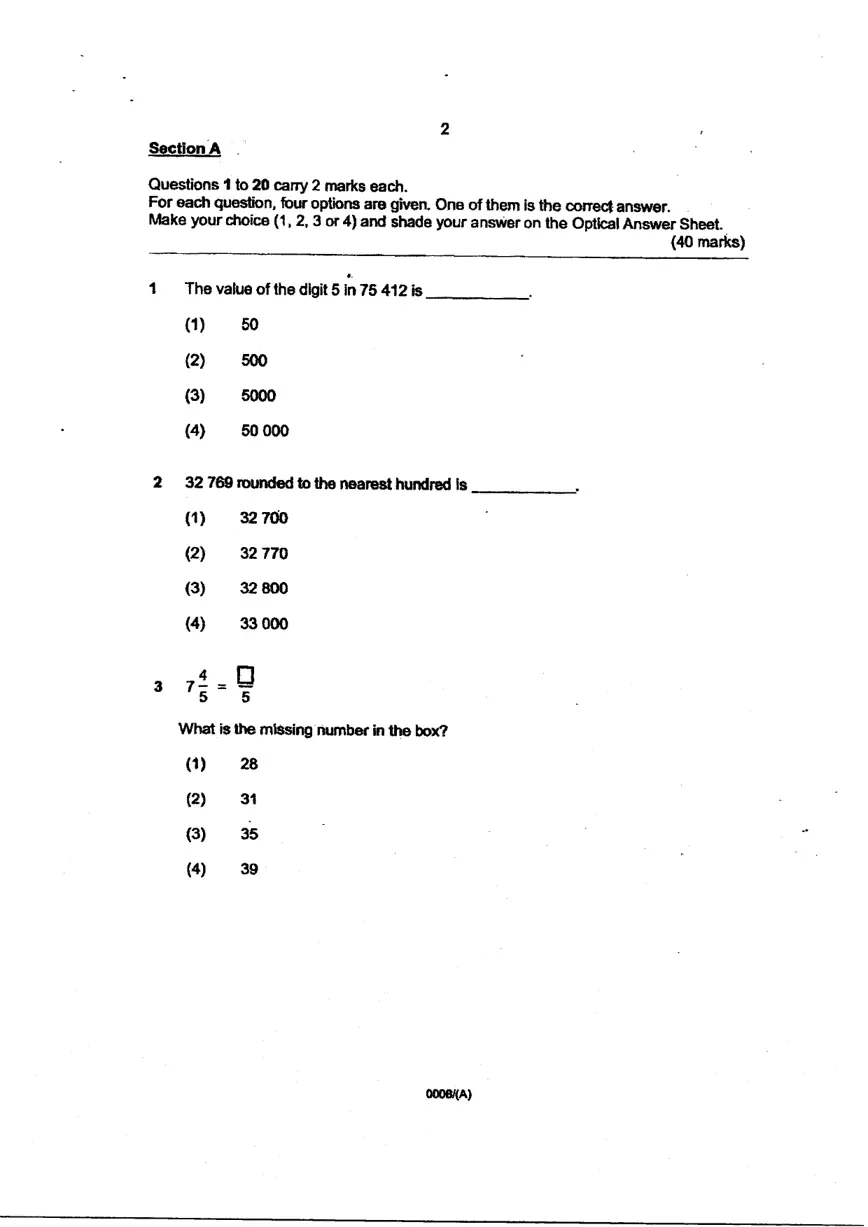 2
Section A
Questions 1 to 20 carry 2 marks each.
For each question, four options are given. One of them is the correct answer.
Make your choice (1, 2, 3 or 4) and shade your answer on the Optical Answer Sheet.
(40 marks)
1 The value of the digit 5 in 75 412 is ____________.
(1) 50
(2) 500
(3) 5000
(4) 50 000
2 32 769 rounded to the nearest hundred is ____________.
(1) 32 700
(2) 32 770
(3) 32 800
(4) 33 000
3 7 4/5 = □/5
What is the missing number in the box?
(1) 28
(2) 31
(3) 35
(4) 39
0008/(A)